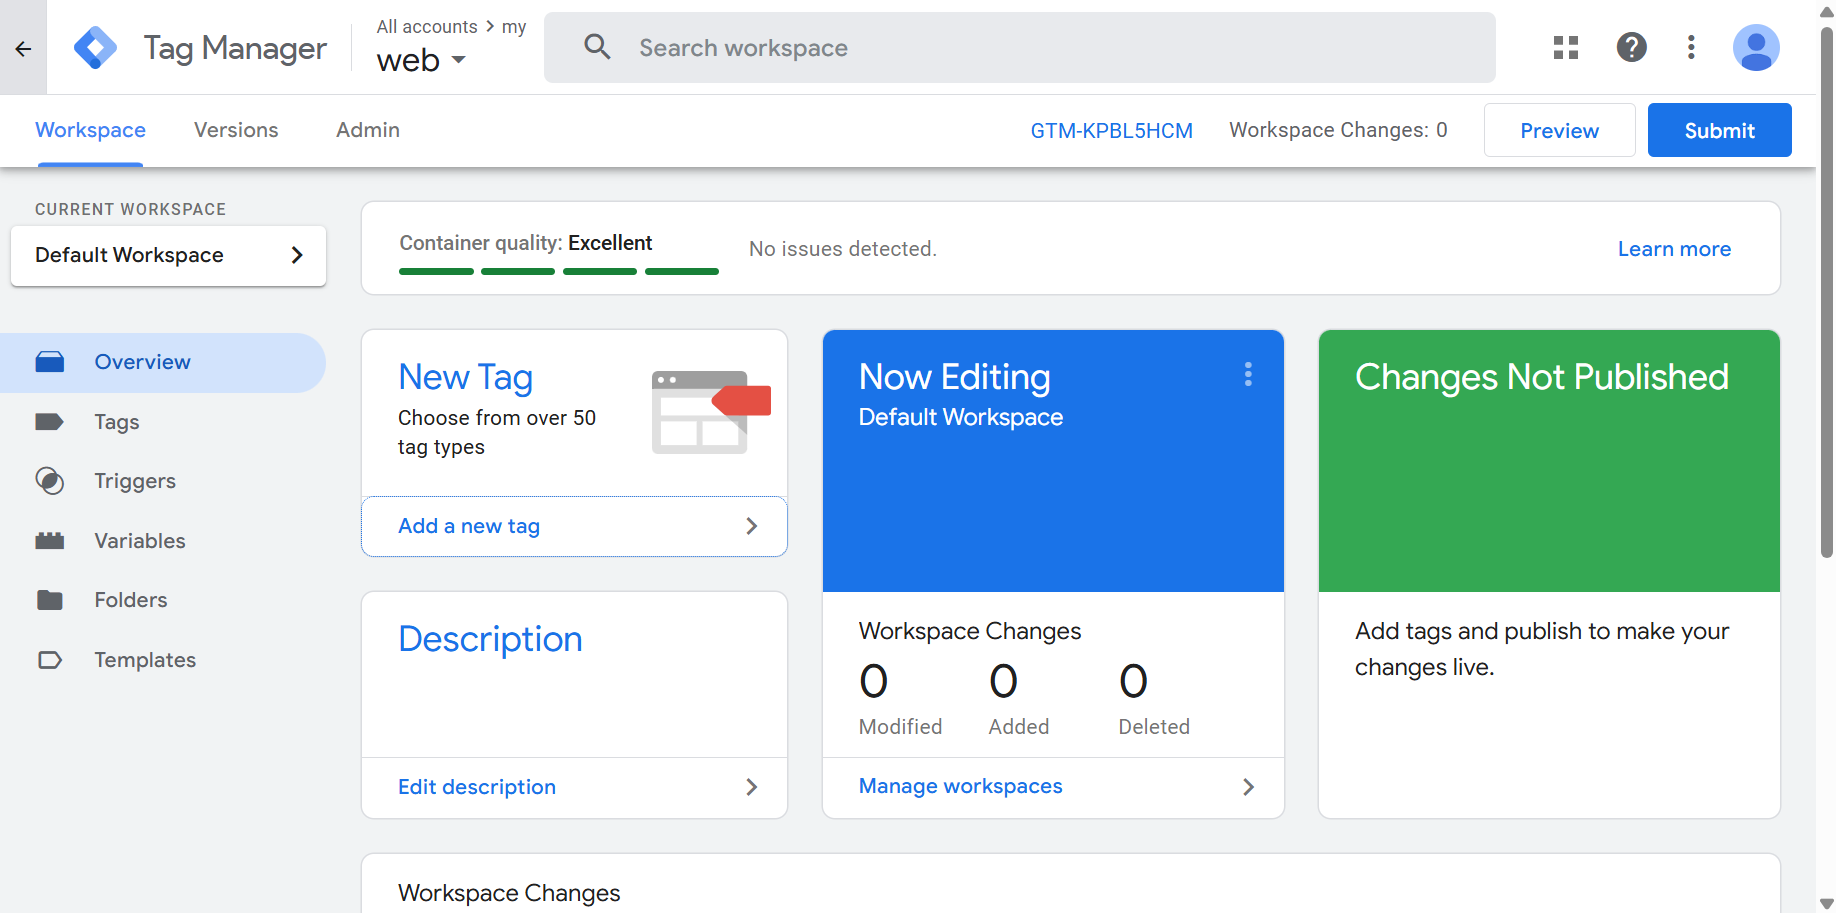 Tag Manager
All accounts > my
web
Search workspace
Workspace
Versions
Admin
GTM-KPBL5HCM
Workspace Changes: 0
Preview
Submit
CURRENT WORKSPACE
Default Workspace
Overview
Tags
Triggers
Variables
Folders
Templates
Container quality: Excellent
No issues detected.
Learn more
New Tag
Choose from over 50
tag types
Add a new tag
Now Editing
Default Workspace
Changes Not Published
Description
Edit description
Workspace Changes
0 0 0
Modified Added Deleted
Manage workspaces
Add tags and publish to make your
changes live.
Workspace Changes